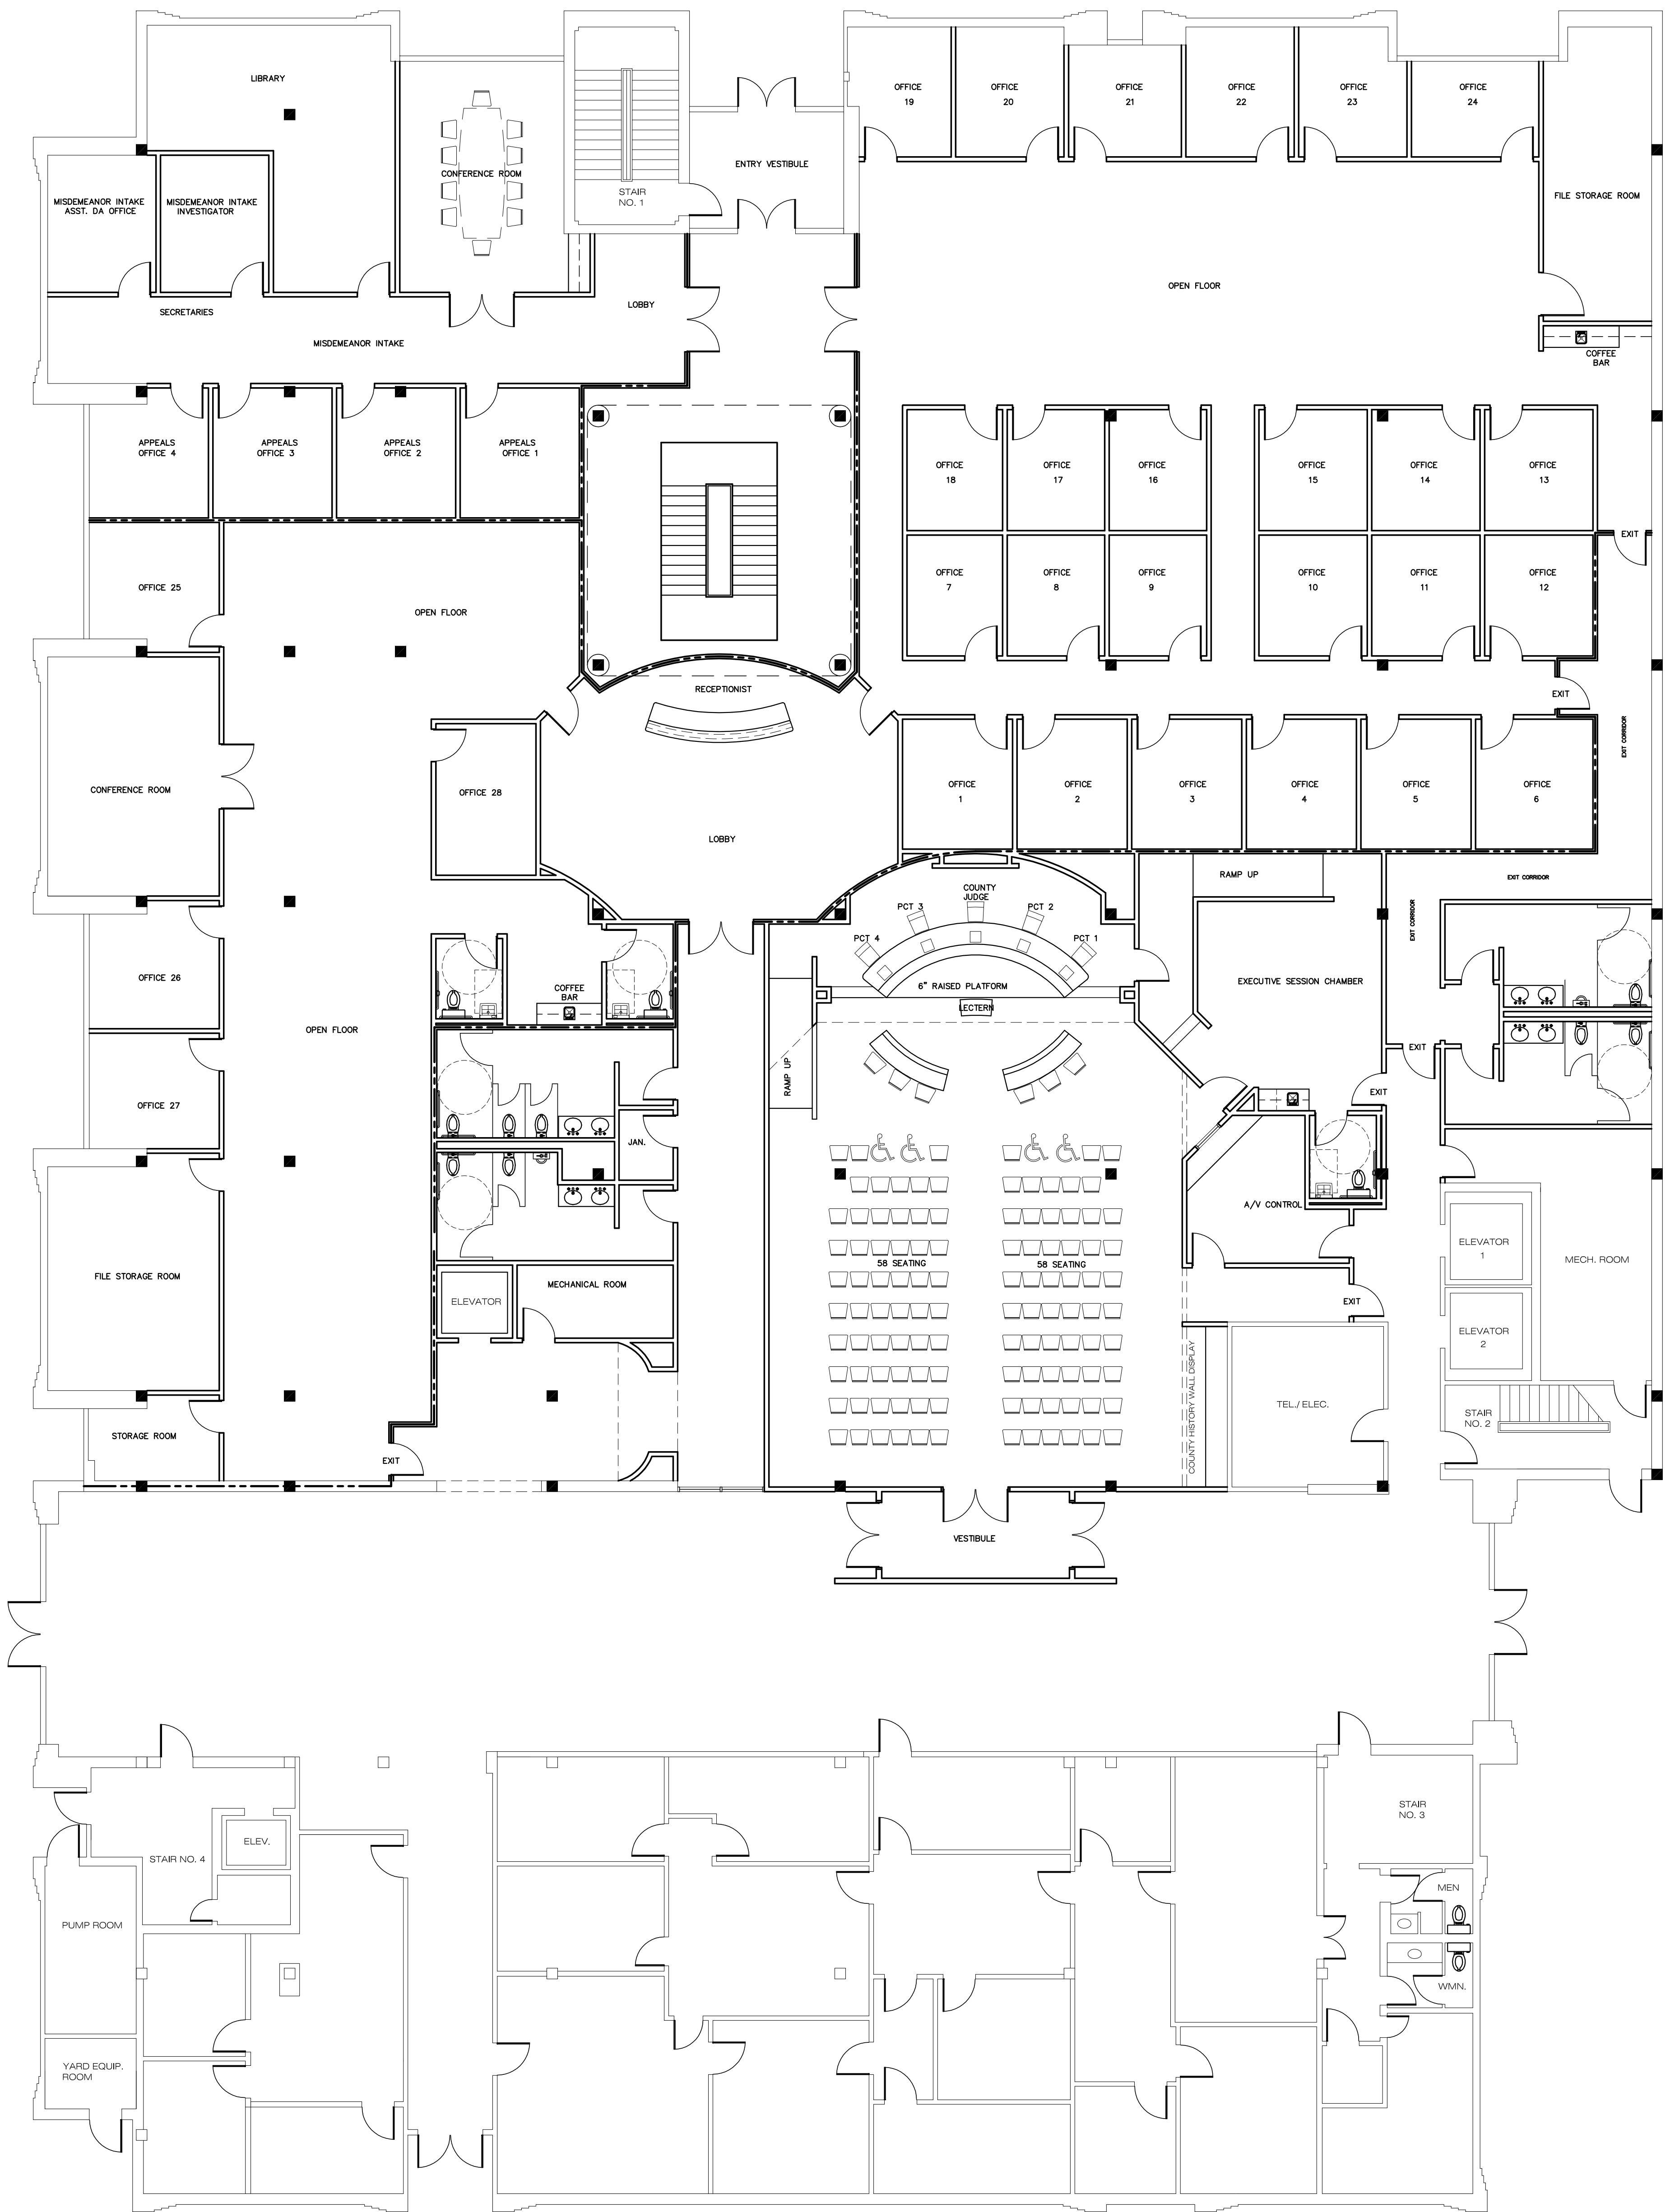 LIBRARY
CONFERENCE ROOM
STAIR
NO. 1
ENTRY VESTIBULE
OFFICE
19
OFFICE
20
OFFICE
21
OFFICE
22
OFFICE
23
OFFICE
24
FILE STORAGE ROOM
MISDEMEANOR INTAKE
ASST. DA OFFICE
MISDEMEANOR INTAKE
INVESTIGATOR
SECRETARIES
LOBBY
MISDEMEANOR INTAKE
OPEN FLOOR
COFFEE
BAR
APPEALS
OFFICE 4
APPEALS
OFFICE 3
APPEALS
OFFICE 2
APPEALS
OFFICE 1
OFFICE
18
OFFICE
17
OFFICE
16
OFFICE
15
OFFICE
14
OFFICE
13
EXIT
OFFICE 25
OPEN FLOOR
OFFICE
7
OFFICE
8
OFFICE
9
OFFICE
10
OFFICE
11
OFFICE
12
RECEPTIONIST
EXIT
EXIT CORRIDOR
CONFERENCE ROOM
OFFICE 28
LOBBY
OFFICE
1
OFFICE
2
OFFICE
3
OFFICE
4
OFFICE
5
OFFICE
6
RAMP UP
EXIT CORRIDOR
COUNTY
JUDGE
PCT 3
PCT 2
PCT 4
PCT 1
EXIT CORRIDOR
OFFICE 26
COFFEE
BAR
6" RAISED PLATFORM
LECTERN
EXECUTIVE SESSION CHAMBER
OPEN FLOOR
RAMP UP
EXIT
EXIT
OFFICE 27
JAN.
A/V CONTROL
FILE STORAGE ROOM
ELEVATOR
MECHANICAL ROOM
58 SEATING
58 SEATING
EXIT
ELEVATOR
1
MECH. ROOM
ELEVATOR
2
COUNTY HISTORY WALL DISPLAY
TEL./ ELEC.
STAIR
NO. 2
STORAGE ROOM
EXIT
VESTIBULE
STAIR
NO. 3
ELEV.
STAIR NO. 4
PUMP ROOM
MEN
WMN.
YARD EQUIP.
ROOM